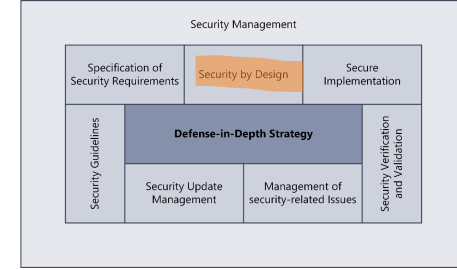 Security Management
Specification of
Security Requirements
Security by Design
Secure
Implementation
Security Guidelines
Defense-in-Depth Strategy
Security Update
Management
Management of
security-related Issues
Security Verification
and Validation